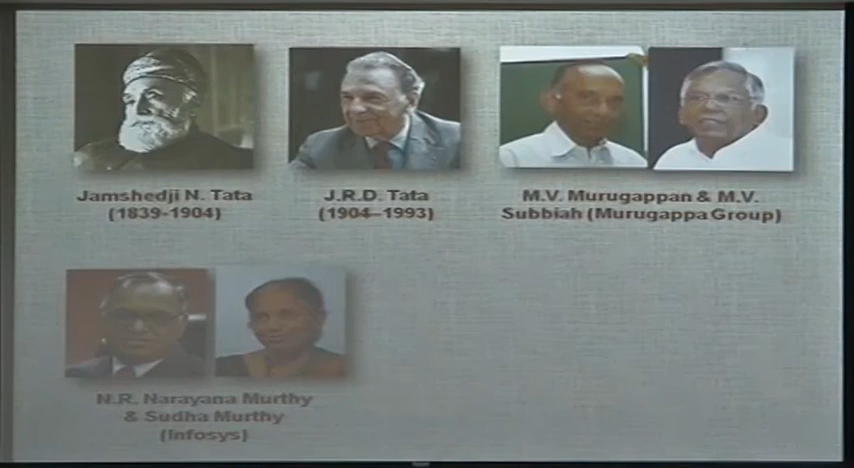 Jamshedji N. Tata
(1839-1904)
J.R.D. Tata
(1904–1993)
M.V. Murugappan & M.V.
Subbiah (Murugappa Group)
N.R. Narayana Murthy
& Sudha Murthy
(Infosys)